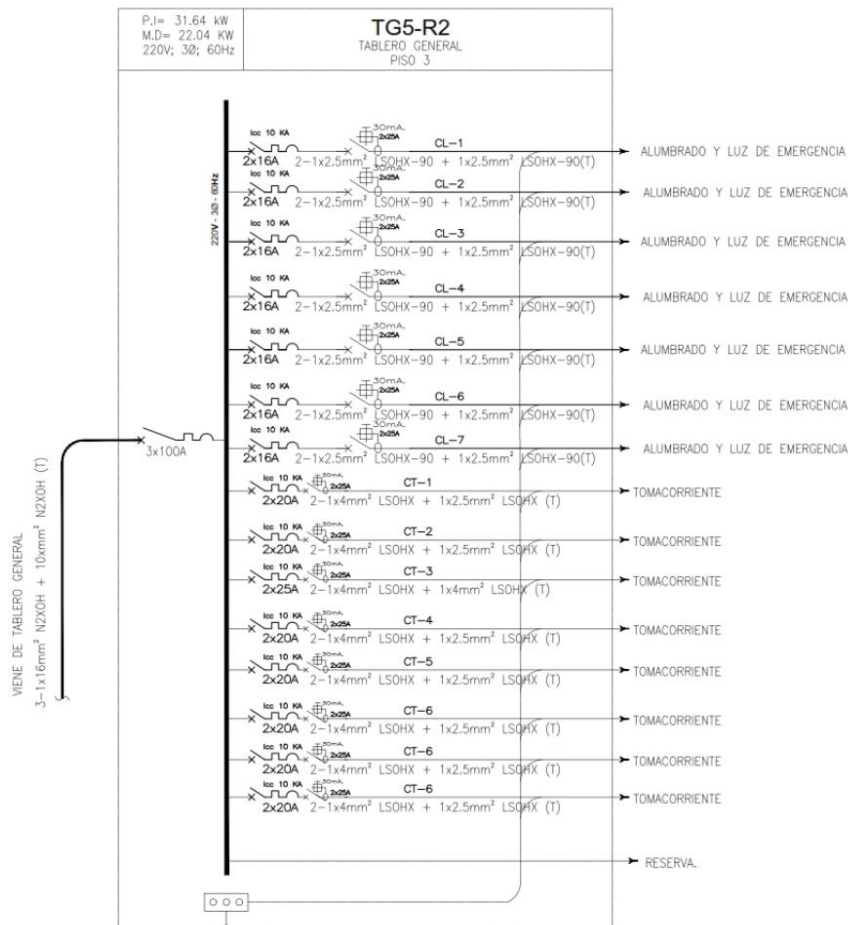 P.I= 31.64 kW
M.D= 22.04 KW
220V; 3Ø; 60Hz
TG5-R2
TABLERO GENERAL
PISO 3
220V - 3Ø - 60Hz
Icc 10 KA
2x16A
30mA.
2x25A
CL-1
2-1x2.5mm² LSOHX-90 + 1x2.5mm² LSOHX-90(T)
ALUMBRADO Y LUZ DE EMERGENCIA
Icc 10 KA
2x16A
30mA.
2x25A
CL-2
2-1x2.5mm² LSOHX-90 + 1x2.5mm² LSOHX-90(T)
ALUMBRADO Y LUZ DE EMERGENCIA
Icc 10 KA
2x16A
30mA.
2x25A
CL-3
2-1x2.5mm² LSOHX-90 + 1x2.5mm² LSOHX-90(T)
ALUMBRADO Y LUZ DE EMERGENCIA
Icc 10 KA
2x16A
30mA.
2x25A
CL-4
2-1x2.5mm² LSOHX-90 + 1x2.5mm² LSOHX-90(T)
ALUMBRADO Y LUZ DE EMERGENCIA
Icc 10 KA
2x16A
30mA.
2x25A
CL-5
2-1x2.5mm² LSOHX-90 + 1x2.5mm² LSOHX-90(T)
ALUMBRADO Y LUZ DE EMERGENCIA
Icc 10 KA
2x16A
30mA.
2x25A
CL-6
2-1x2.5mm² LSOHX-90 + 1x2.5mm² LSOHX-90(T)
ALUMBRADO Y LUZ DE EMERGENCIA
Icc 10 KA
2x16A
30mA.
2x25A
CL-7
2-1x2.5mm² LSOHX-90 + 1x2.5mm² LSOHX-90(T)
ALUMBRADO Y LUZ DE EMERGENCIA
3x100A
VIENE DE TABLERO GENERAL
3-1x16mm² N2XOH + 10xmm² N2XOH (T)
Icc 10 KA
2x20A
30mA.
2x25A
CT-1
2-1x4mm² LSOHX + 1x2.5mm² LSOHX (T)
TOMACORRIENTE
Icc 10 KA
2x20A
30mA.
2x25A
CT-2
2-1x4mm² LSOHX + 1x2.5mm² LSOHX (T)
TOMACORRIENTE
Icc 10 KA
2x25A
30mA.
2x25A
CT-3
2-1x4mm² LSOHX + 1x4mm² LSOHX (T)
TOMACORRIENTE
Icc 10 KA
2x20A
30mA.
2x25A
CT-4
2-1x4mm² LSOHX + 1x2.5mm² LSOHX (T)
TOMACORRIENTE
Icc 10 KA
2x20A
30mA.
2x25A
CT-5
2-1x4mm² LSOHX + 1x2.5mm² LSOHX (T)
TOMACORRIENTE
Icc 10 KA
2x20A
30mA.
2x25A
CT-6
2-1x4mm² LSOHX + 1x2.5mm² LSOHX (T)
TOMACORRIENTE
Icc 10 KA
2x20A
30mA.
2x25A
CT-6
2-1x4mm² LSOHX + 1x2.5mm² LSOHX (T)
TOMACORRIENTE
Icc 10 KA
2x20A
30mA.
2x25A
CT-6
2-1x4mm² LSOHX + 1x2.5mm² LSOHX (T)
TOMACORRIENTE
RESERVA.